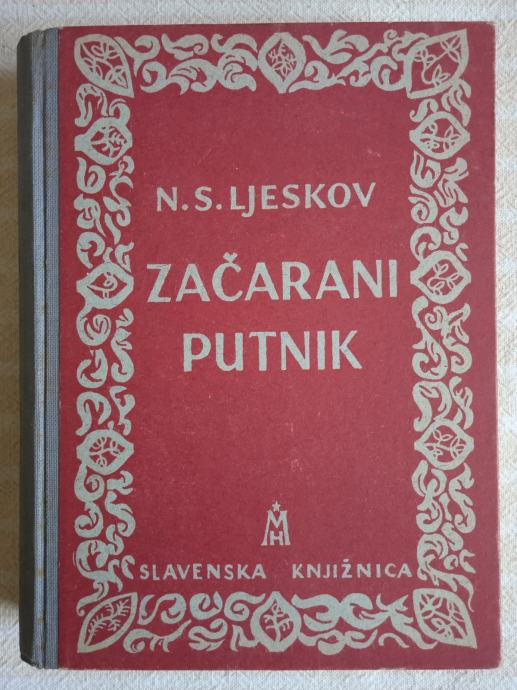 N.S.LJESKOV
ZAČARANI
PUTNIK
MH
SLAVENSKA KNJIŽNICA